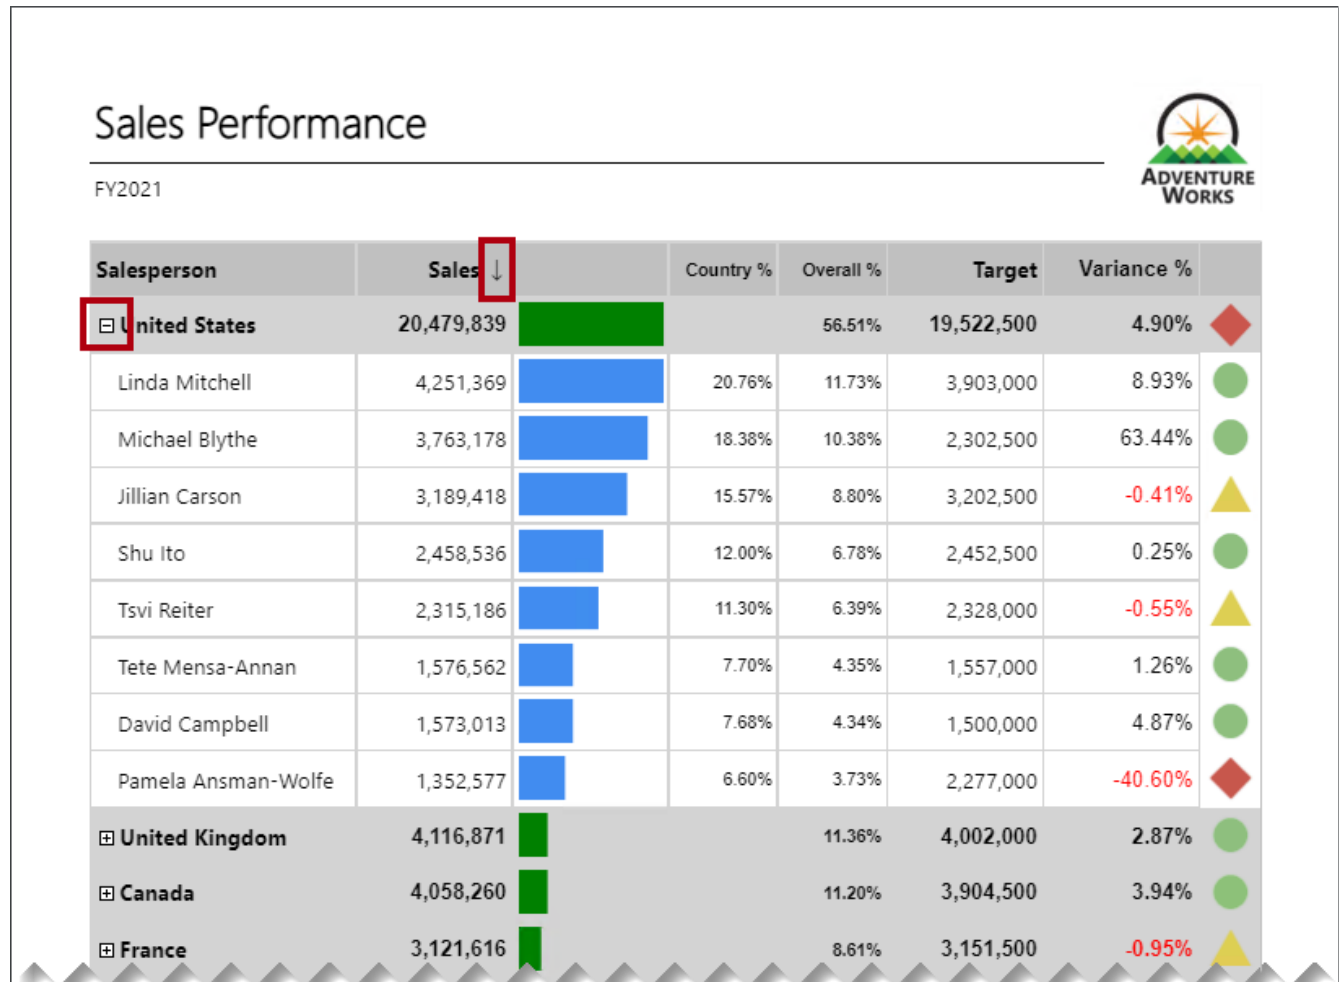 Sales Performance
FY2021
ADVENTURE
WORKS
Salesperson Sales ↓ Country % Overall % Target Variance %
United States 20,479,839 56.51% 19,522,500 4.90%
Linda Mitchell 4,251,369 20.76% 11.73% 3,903,000 8.93%
Michael Blythe 3,763,178 18.38% 10.38% 2,302,500 63.44%
Jillian Carson 3,189,418 15.57% 8.80% 3,202,500 -0.41%
Shu Ito 2,458,536 12.00% 6.78% 2,452,500 0.25%
Tsvi Reiter 2,315,186 11.30% 6.39% 2,328,000 -0.55%
Tete Mensa-Annan 1,576,562 7.70% 4.35% 1,557,000 1.26%
David Campbell 1,573,013 7.68% 4.34% 1,500,000 4.87%
Pamela Ansman-Wolfe 1,352,577 6.60% 3.73% 2,277,000 -40.60%
United Kingdom 4,116,871 11.36% 4,002,000 2.87%
Canada 4,058,260 11.20% 3,904,500 3.94%
France 3,121,616 8.61% 3,151,500 -0.95%